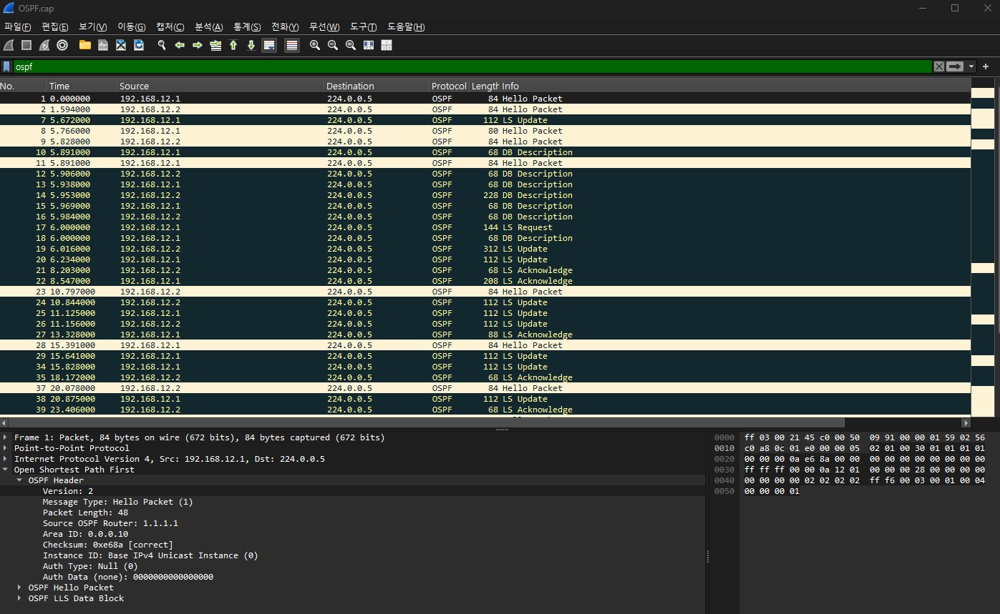 OSPF.cap
파일(F) 편집(E) 보기(V) 이동(G) 캡처(C) 분석(A) 통계(S) 전화(Y) 무선(W) 도구(T) 도움말(H)
ospf
No. Time Source Destination Protocol Length Info
1 0.000000 192.168.12.1 224.0.0.5 OSPF 84 Hello Packet
2 1.594000 192.168.12.2 224.0.0.5 OSPF 84 Hello Packet
7 5.672000 192.168.12.1 224.0.0.5 OSPF 112 LS Update
8 5.766000 192.168.12.1 224.0.0.5 OSPF 80 Hello Packet
9 5.828000 192.168.12.2 224.0.0.5 OSPF 84 Hello Packet
10 5.891000 192.168.12.1 224.0.0.5 OSPF 68 DB Description
11 5.891000 192.168.12.1 224.0.0.5 OSPF 84 Hello Packet
12 5.906000 192.168.12.2 224.0.0.5 OSPF 68 DB Description
13 5.938000 192.168.12.1 224.0.0.5 OSPF 68 DB Description
14 5.953000 192.168.12.2 224.0.0.5 OSPF 228 DB Description
15 5.969000 192.168.12.1 224.0.0.5 OSPF 68 DB Description
16 5.984000 192.168.12.2 224.0.0.5 OSPF 68 DB Description
17 6.000000 192.168.12.1 224.0.0.5 OSPF 144 LS Request
18 6.000000 192.168.12.1 224.0.0.5 OSPF 68 DB Description
19 6.016000 192.168.12.2 224.0.0.5 OSPF 312 LS Update
20 6.234000 192.168.12.1 224.0.0.5 OSPF 112 LS Update
21 8.203000 192.168.12.2 224.0.0.5 OSPF 68 LS Acknowledge
22 8.547000 192.168.12.1 224.0.0.5 OSPF 208 LS Acknowledge
23 10.797000 192.168.12.2 224.0.0.5 OSPF 84 Hello Packet
24 10.844000 192.168.12.2 224.0.0.5 OSPF 112 LS Update
25 11.125000 192.168.12.1 224.0.0.5 OSPF 112 LS Update
26 11.156000 192.168.12.2 224.0.0.5 OSPF 112 LS Update
27 13.328000 192.168.12.1 224.0.0.5 OSPF 88 LS Acknowledge
28 15.391000 192.168.12.1 224.0.0.5 OSPF 84 Hello Packet
29 15.641000 192.168.12.1 224.0.0.5 OSPF 112 LS Update
34 15.828000 192.168.12.1 224.0.0.5 OSPF 112 LS Update
35 18.172000 192.168.12.2 224.0.0.5 OSPF 68 LS Acknowledge
37 20.078000 192.168.12.2 224.0.0.5 OSPF 84 Hello Packet
38 20.875000 192.168.12.1 224.0.0.5 OSPF 112 LS Update
39 23.406000 192.168.12.2 224.0.0.5 OSPF 68 LS Acknowledge
Frame 1: Packet, 84 bytes on wire (672 bits), 84 bytes captured (672 bits)
Point-to-Point Protocol
Internet Protocol Version 4, Src: 192.168.12.1, Dst: 224.0.0.5
Open Shortest Path First
OSPF Header
Version: 2
Message Type: Hello Packet (1)
Packet Length: 48
Source OSPF Router: 1.1.1.1
Area ID: 0.0.0.10
Checksum: 0xe68a [correct]
Instance ID: Base IPv4 Unicast Instance (0)
Auth Type: Null (0)
Auth Data (none): 0000000000000000
OSPF Hello Packet
OSPF LLS Data Block
0000 ff 03 00 21 45 c0 00 50 09 91 00 00 01 59 02 56
0010 c0 a8 0c 01 e0 00 00 05 02 01 00 30 01 01 01 01
0020 00 00 00 0a e6 8a 00 00 00 00 00 00 00 00 00 00
0030 ff ff ff 00 00 0a 12 01 00 00 00 28 00 00 00 00
0040 00 00 00 00 02 02 02 02 ff f6 00 03 00 01 00 04
0050 00 00 00 01